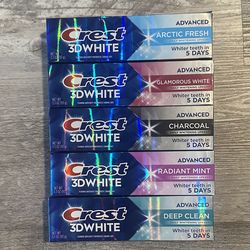 Crest
3DWHITE
ADVANCED
ARCTIC FRESH
Whiter teeth in
5 DAYS
Crest
3DWHITE
ADVANCED
GLAMOROUS WHITE
Whiter teeth in
5 DAYS
Crest
3DWHITE
ADVANCED
CHARCOAL
Whiter teeth in
5 DAYS
Crest
3DWHITE
ADVANCED
RADIANT MINT
Whiter teeth in
5 DAYS
Crest
3DWHITE
ADVANCED
DEEP CLEAN
Whiter teeth in
5 DAYS